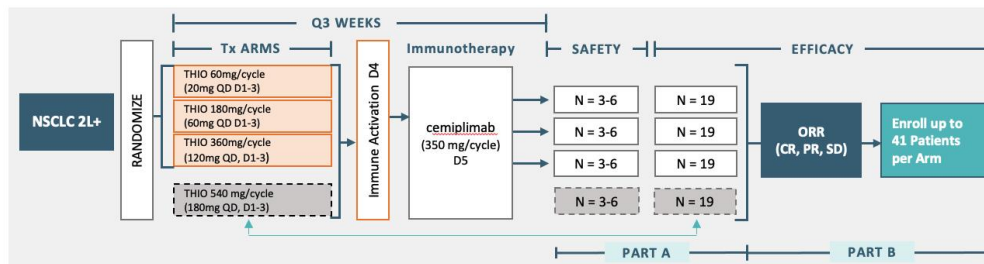 Q3 WEEKS
Tx ARMS
Immunotherapy
SAFETY
EFFICACY
NSCLC 2L+
RANDOMIZE
THIO 60mg/cycle
(20mg QD D1-3)
THIO 180mg/cycle
(60mg QD D1-3)
THIO 360mg/cycle
(120mg QD, D1-3)
THIO 540 mg/cycle
(180mg QD, D1-3)
Immune Activation D4
cemiplimab
(350 mg/cycle)
D5
N = 3-6
N = 19
N = 3-6
N = 19
N = 3-6
N = 19
N = 3-6
N = 19
ORR
(CR, PR, SD)
Enroll up to
41 Patients
per Arm
PART A
PART B